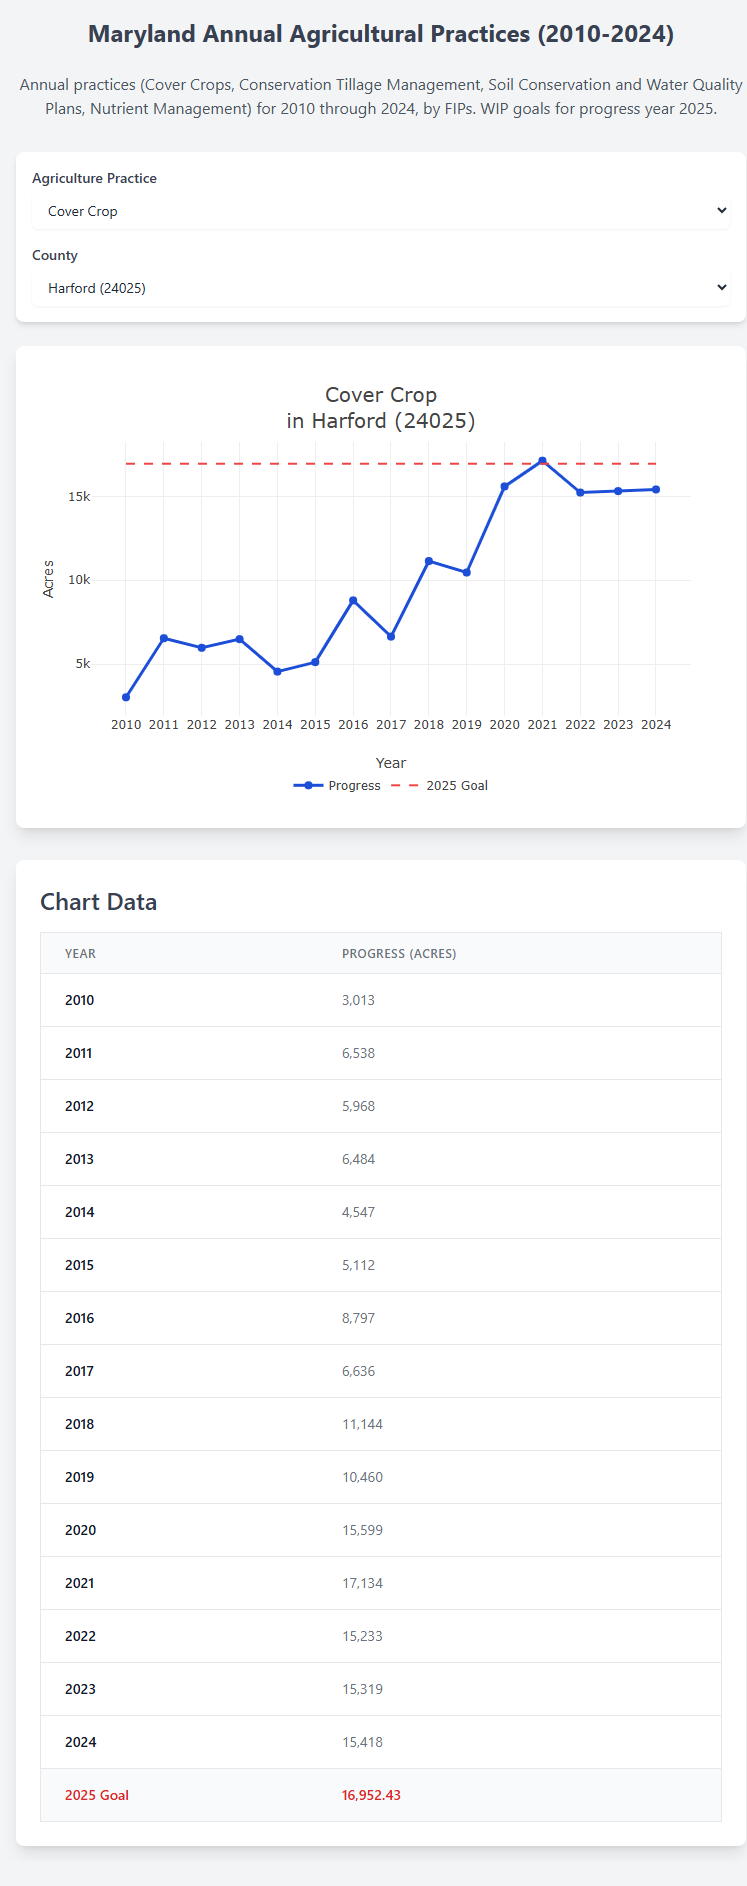 Maryland Annual Agricultural Practices (2010-2024)
Annual practices (Cover Crops, Conservation Tillage Management, Soil Conservation and Water Quality
Plans, Nutrient Management) for 2010 through 2024, by FIPs. WIP goals for progress year 2025.
Agriculture Practice
Cover Crop
County
Harford (24025)
Cover Crop
in Harford (24025)
15k
10k
5k
Acres
2010 2011 2012 2013 2014 2015 2016 2017 2018 2019 2020 2021 2022 2023 2024
Year
Progress 2025 Goal
Chart Data
YEAR PROGRESS (ACRES)
2010 3,013
2011 6,538
2012 5,968
2013 6,484
2014 4,547
2015 5,112
2016 8,797
2017 6,636
2018 11,144
2019 10,460
2020 15,599
2021 17,134
2022 15,233
2023 15,319
2024 15,418
2025 Goal 16,952.43